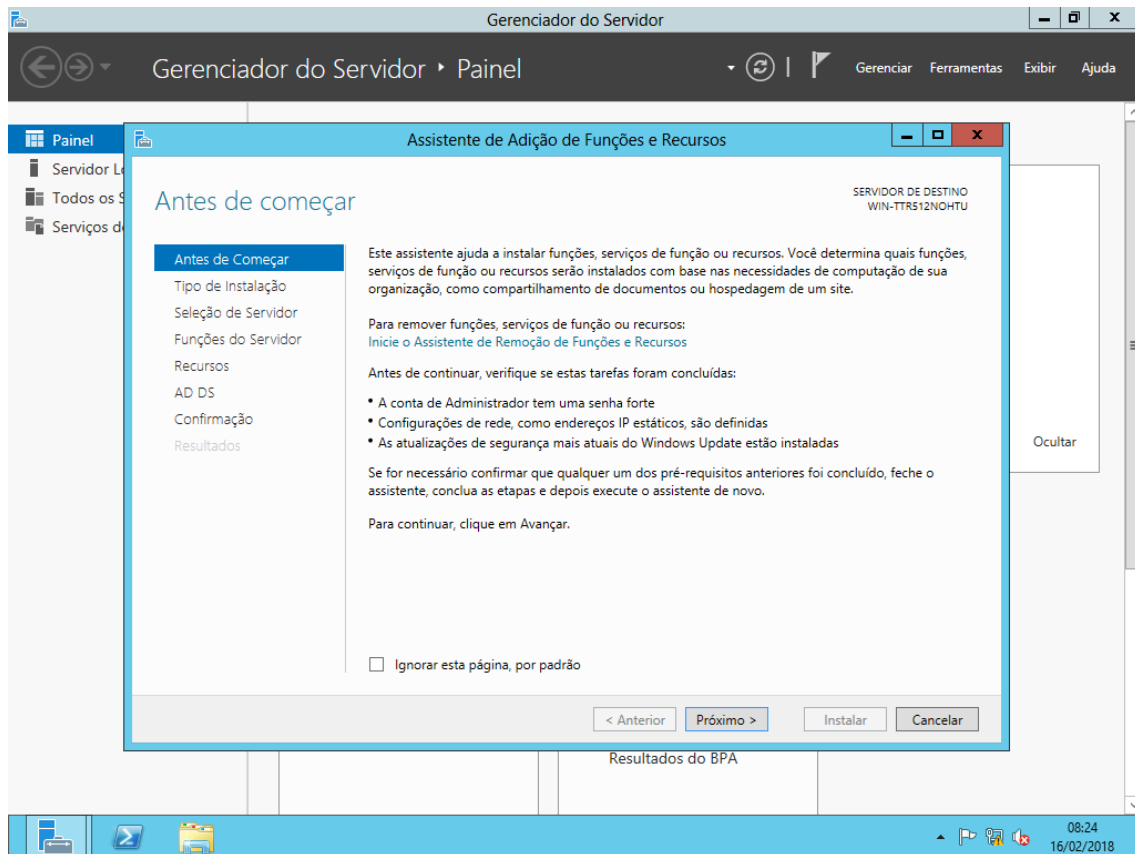 Gerenciador do Servidor
Gerenciador do Servidor ‣ Painel
Gerenciar Ferramentas Exibir Ajuda
Painel
Servidor Lo
Todos os S
Serviços de
Assistente de Adição de Funções e Recursos
Antes de começar
SERVIDOR DE DESTINO
WIN-TTR512NOHTU
Antes de Começar
Tipo de Instalação
Seleção de Servidor
Funções do Servidor
Recursos
AD DS
Confirmação
Resultados
Este assistente ajuda a instalar funções, serviços de função ou recursos. Você determina quais funções,
serviços de função ou recursos serão instalados com base nas necessidades de computação de sua
organização, como compartilhamento de documentos ou hospedagem de um site.
Para remover funções, serviços de função ou recursos:
Inicie o Assistente de Remoção de Funções e Recursos
Antes de continuar, verifique se estas tarefas foram concluídas:
• A conta de Administrador tem uma senha forte
• Configurações de rede, como endereços IP estáticos, são definidas
• As atualizações de segurança mais atuais do Windows Update estão instaladas
Se for necessário confirmar que qualquer um dos pré-requisitos anteriores foi concluído, feche o
assistente, conclua as etapas e depois execute o assistente de novo.
Para continuar, clique em Avançar.
Ignorar esta página, por padrão
< Anterior Próximo > Instalar Cancelar
Ocultar
Resultados do BPA
08:24
16/02/2018